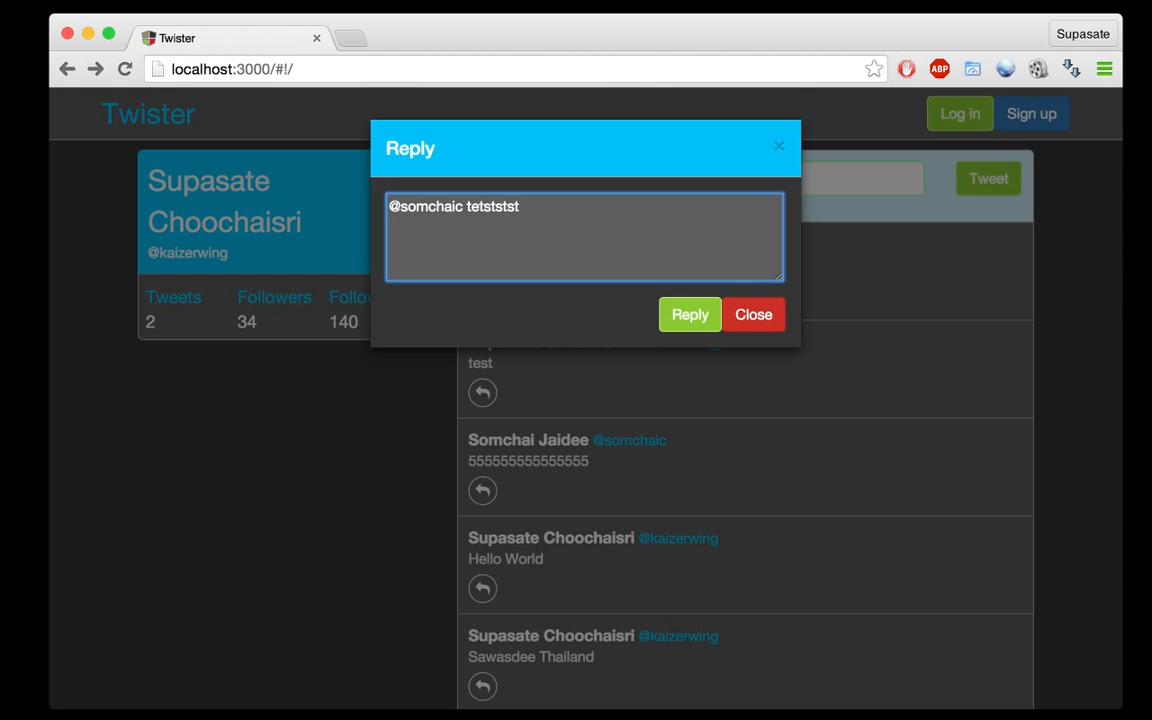 Twister
Supasate
localhost:3000/#!/
ABP
Twister
Log in
Sign up
Reply
×
@somchaic tetststst
Reply
Close
Supasate
Choochaisri
@kaizerwing
Tweets
Followers
Follov
2
34
140
Tweet
test
Somchai Jaidee @somchaic
555555555555555
Supasate Choochaisri @kaizerwing
Hello World
Supasate Choochaisri @kaizerwing
Sawasdee Thailand